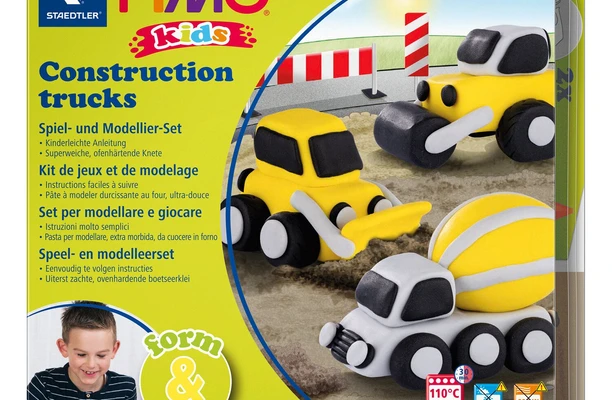 STAEDTLER
FIMO®
kids
Construction
trucks
Spiel- und Modellier-Set
• Kinderleichte Anleitung
• Superweiche, ofenhärtende Knete
Kit de jeux et de modelage
• Instructions faciles à suivre
• Pâte à modeler durcissante au four, ultra-douce
Set per modellare e giocare
• Istruzioni molto semplici
• Pasta per modellare, extra morbida, da cuocere in forno
Speel- en modelleerset
• Eenvoudig te volgen instructies
• Uiterst zachte, ovenhardende boetseerklei
form
&
2x
30
110°C